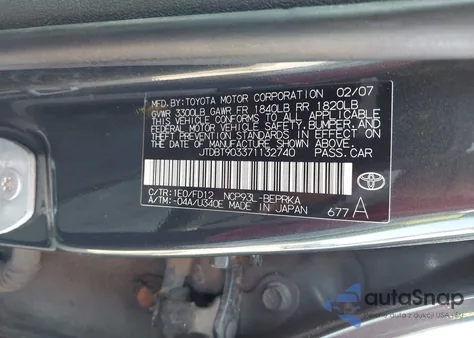 MFD.BY:TOYOTA MOTOR CORPORATION 02/07
GVWR 3300LB GAWR FR 1840LB RR 1820LB
THIS VEHICLE CONFORMS TO ALL APPLICABLE
FEDERAL MOTOR VEHICLE SAFETY, BUMPER, AND
THEFT PREVENTION STANDARDS IN EFFECT ON
THE DATE OF MANUFACTURE SHOWN ABOVE.
JTDBT903371132740 PASS.CAR
C/TR:1E0/FD12 NCP93L-BEPRKA
A/TM:-04A/U340E MADE IN JAPAN 677 A
TOYOTA
autoSnap